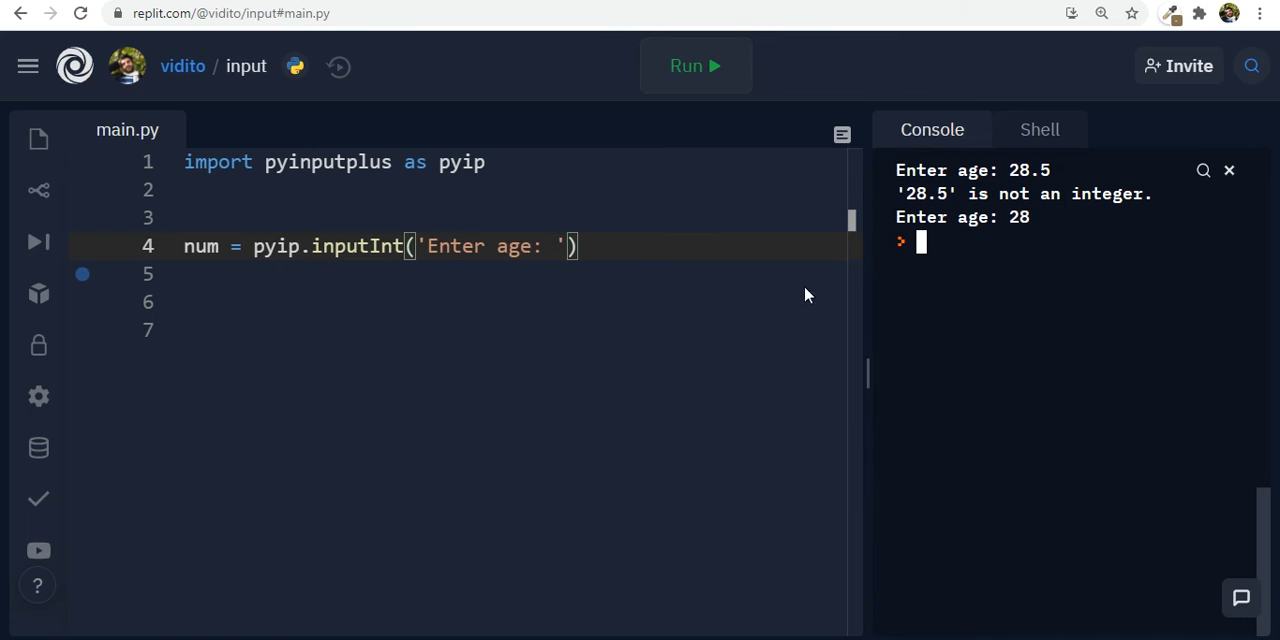 replit.com/@vidito/input#main.py
vidito / input
Run
Invite
main.py
Console
Shell
1 import pyinputplus as pyip
2
3
4 num = pyip.inputInt('Enter age: ')
5
6
7
Enter age: 28.5
'28.5' is not an integer.
Enter age: 28
>
?